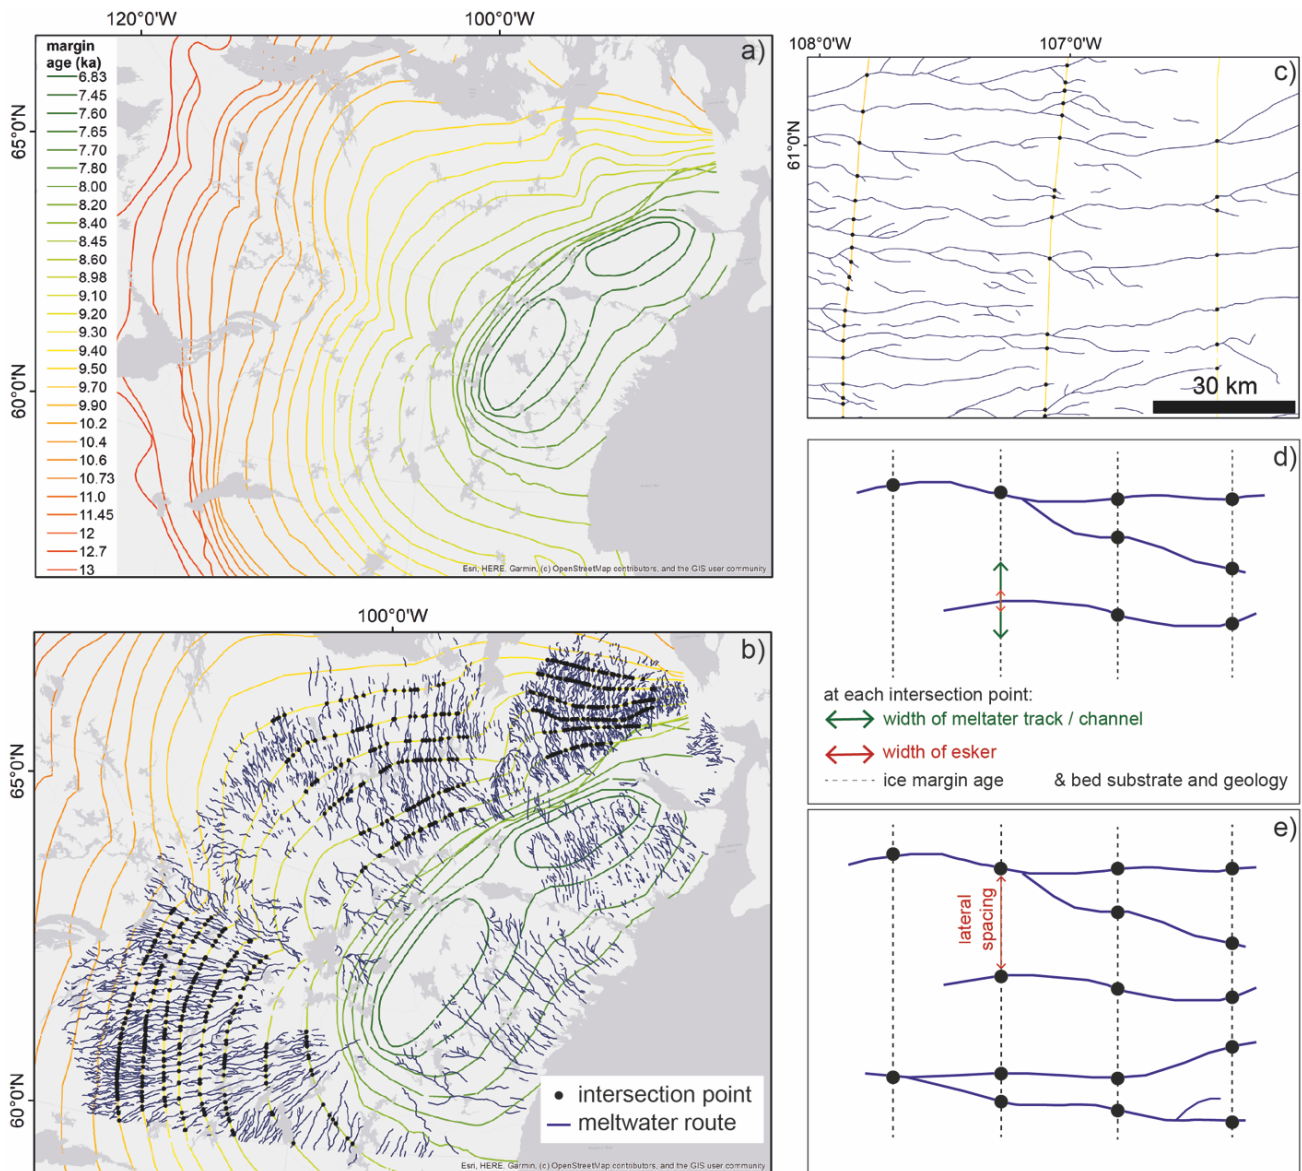 120°0'W
100°0'W
a)
margin
age (ka)
6.83
7.45
7.60
7.65
7.70
7.80
8.00
8.20
8.40
8.45
8.60
8.98
9.10
9.20
9.30
9.40
9.50
9.70
9.90
10.2
10.4
10.6
10.73
11.0
11.45
12
12.7
13
65°0'N
60°0'N
Esri, HERE, Garmin, (c) OpenStreetMap contributors, and the GIS user community
100°0'W
b)
65°0'N
60°0'N
intersection point
meltwater route
Esri, HERE, Garmin, (c) OpenStreetMap contributors, and the GIS user community
108°0'W
107°0'W
c)
61°0'N
30 km
d)
at each intersection point:
width of meltater track / channel
width of esker
ice margin age & bed substrate and geology
e)
lateral
spacing